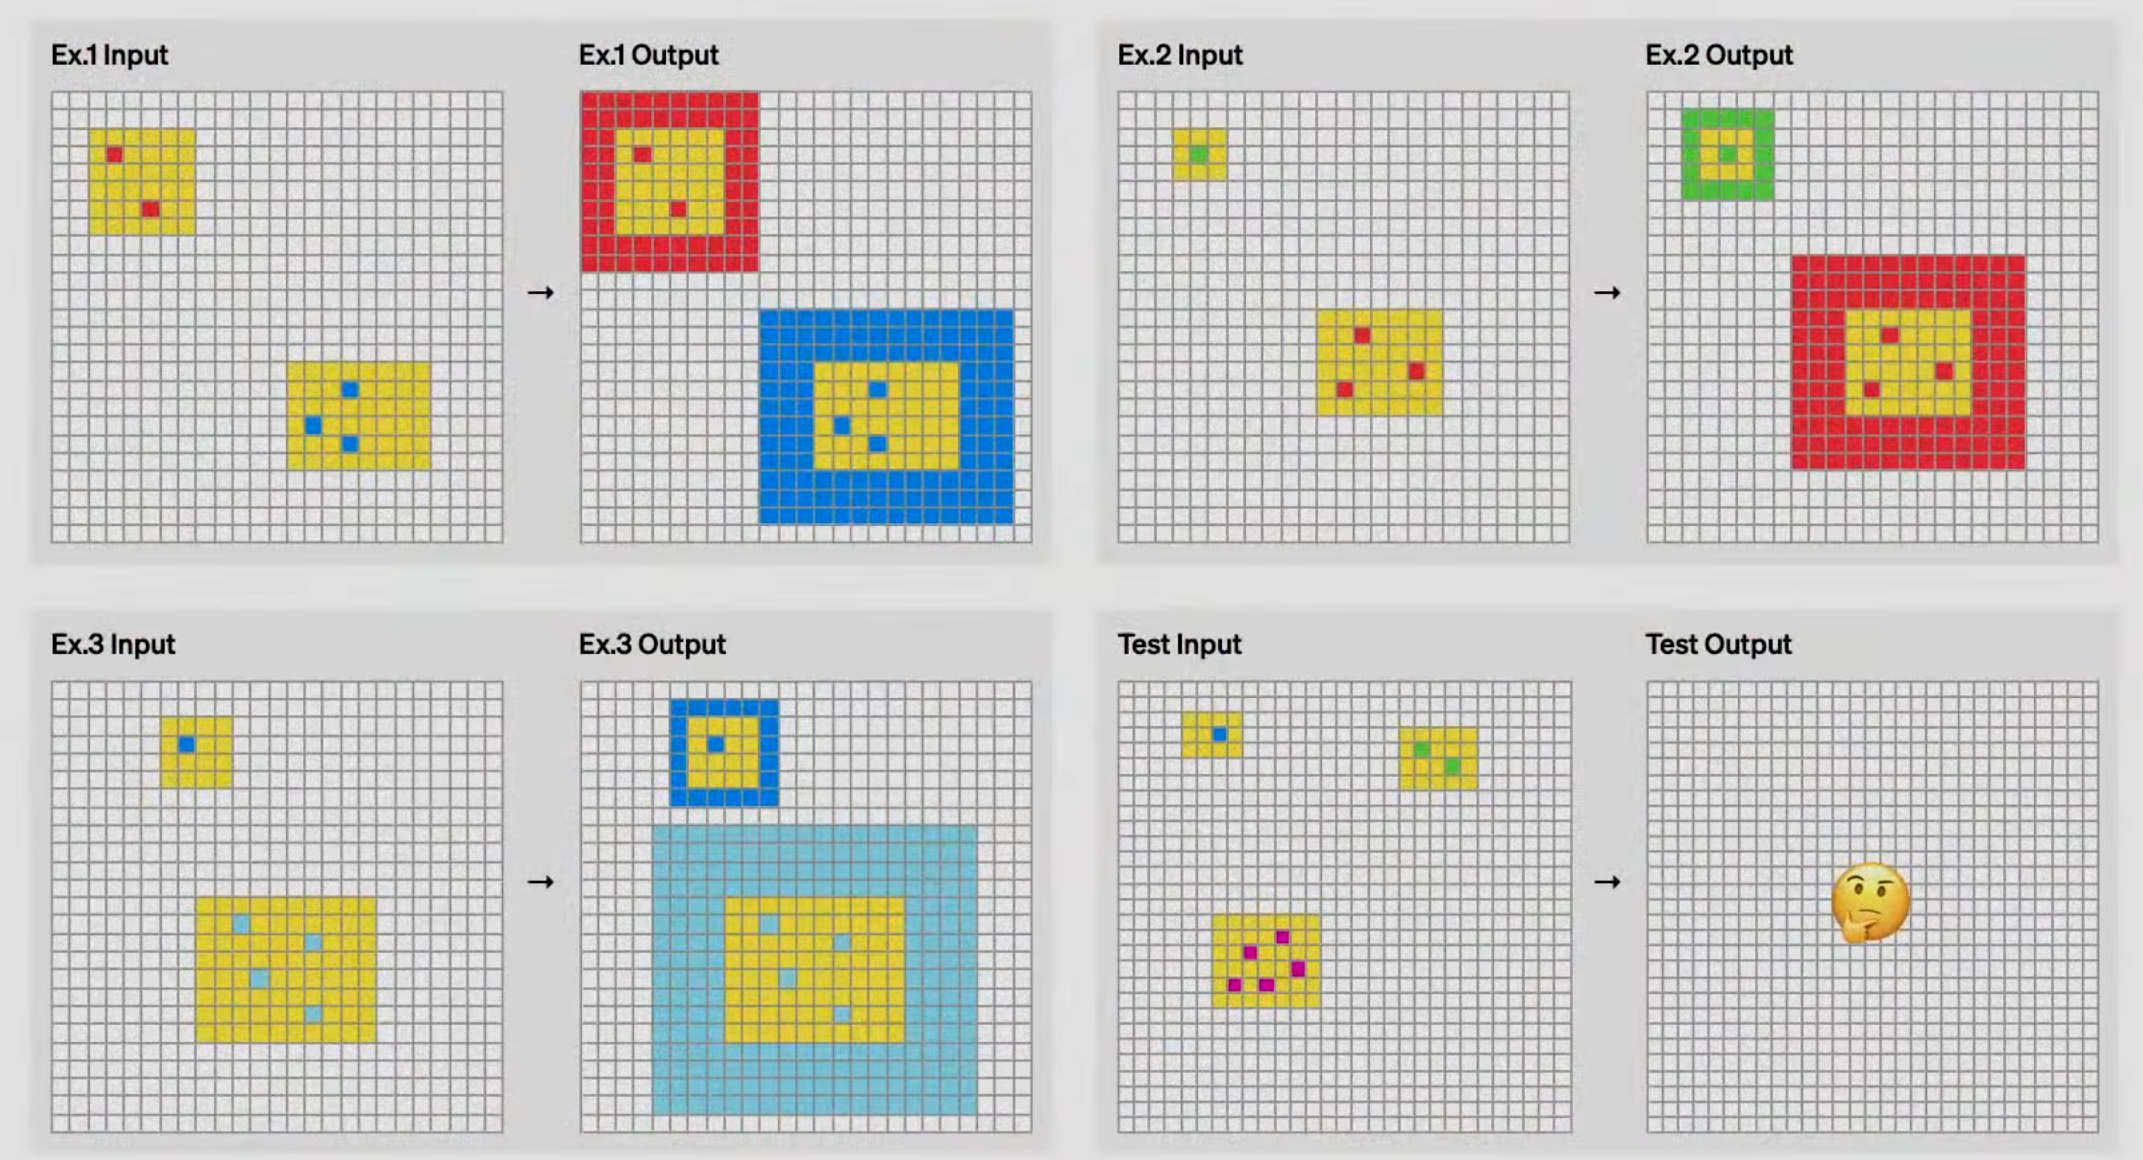 Ex.1 Input
Ex.1 Output
Ex.2 Input
Ex.2 Output
→
→
Ex.3 Input
Ex.3 Output
Test Input
Test Output
→
→